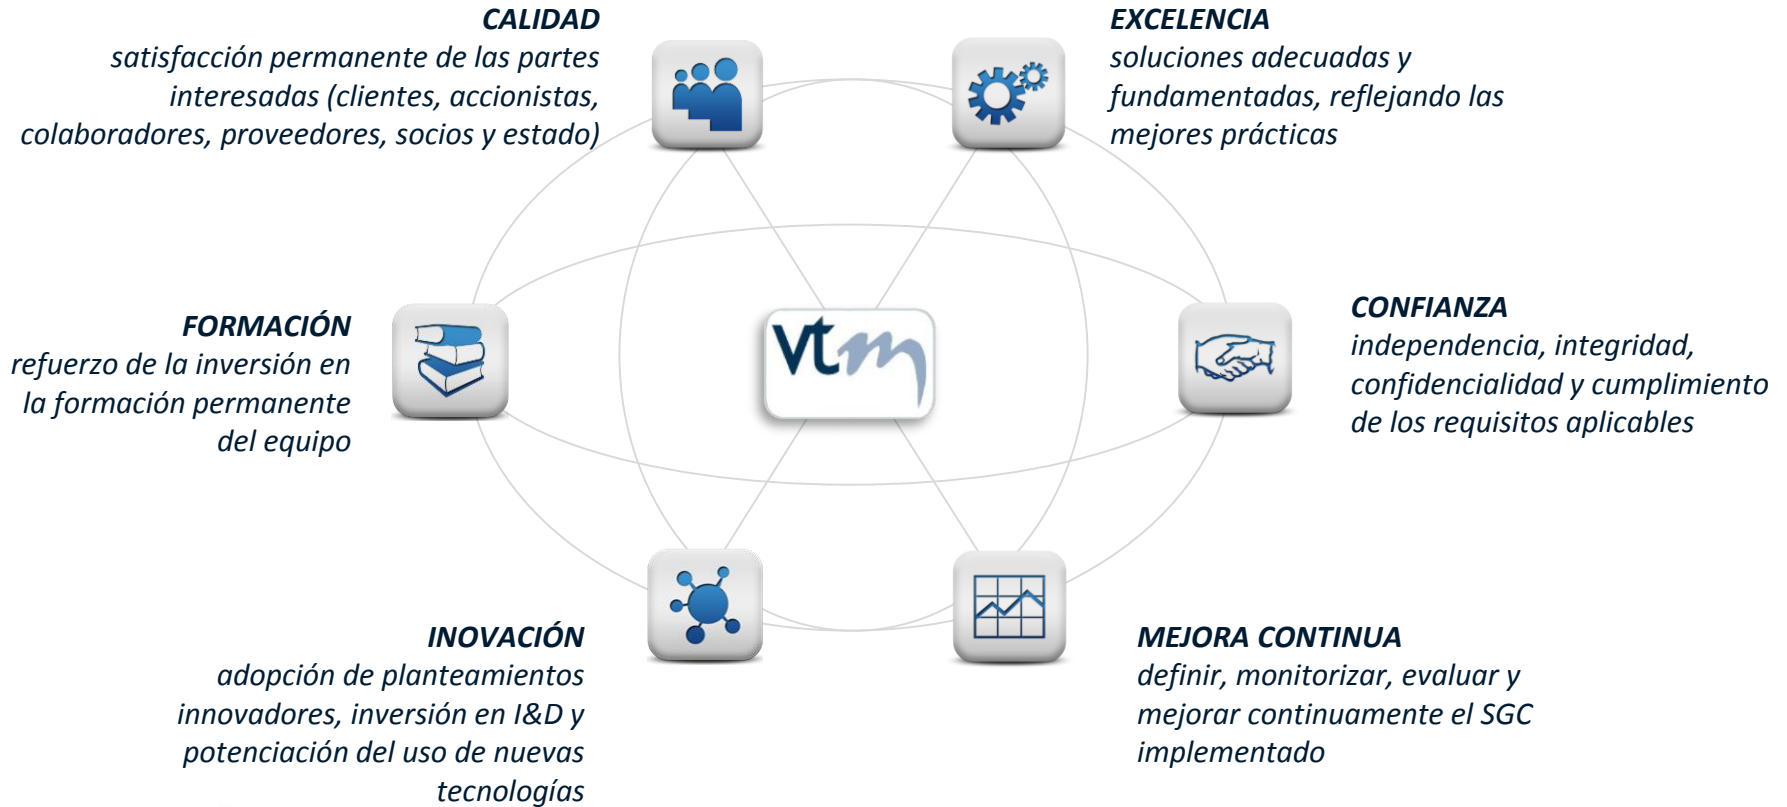 CALIDAD
satisfacción permanente de las partes
interesadas (clientes, accionistas,
colaboradores, proveedores, socios y estado)
EXCELENCIA
soluciones adecuadas y
fundamentadas, reflejando las
mejores prácticas
FORMACIÓN
refuerzo de la inversión en
la formación permanente
del equipo
vtm
CONFIANZA
independencia, integridad,
confidencialidad y cumplimiento
de los requisitos aplicables
INOVACIÓN
adopción de planteamientos
innovadores, inversión en I&D y
potenciación del uso de nuevas
tecnologías
MEJORA CONTINUA
definir, monitorizar, evaluar y
mejorar continuamente el SGC
implementado